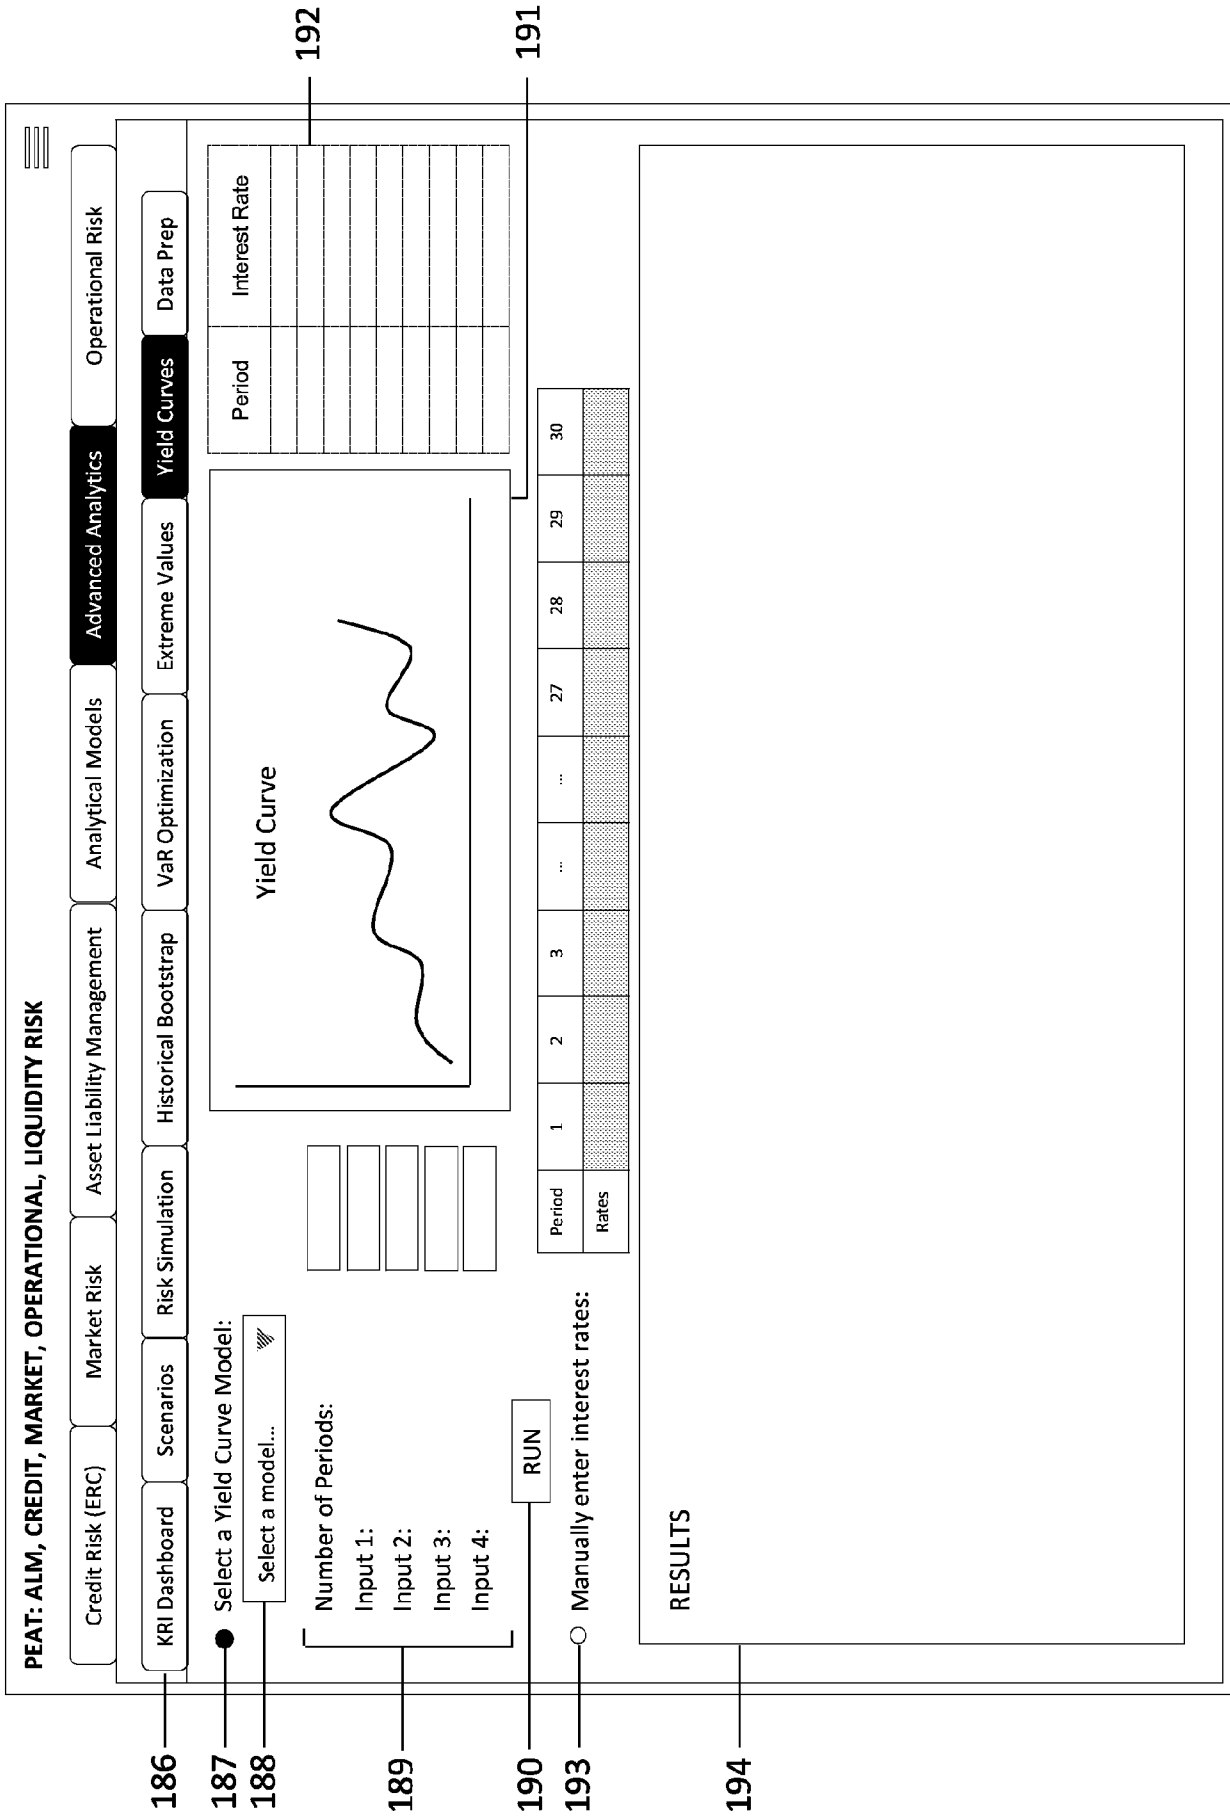 PEAT: ALM, CREDIT, MARKET, OPERATIONAL, LIQUIDITY RISK
Credit Risk (ERC) Market Risk Asset Liability Management Analytical Models Advanced Analytics Operational Risk
186 KRI Dashboard Scenarios Risk Simulation Historical Bootstrap VaR Optimization Extreme Values Yield Curves Data Prep
187 Select a Yield Curve Model:
188 Select a model...
189
Number of Periods:
Input 1:
Input 2:
Input 3:
Input 4:
190 RUN
Yield Curve
191
Period Interest Rate
192
193 Manually enter interest rates:
Period 1 2 3 ... ... 27 28 29 30
Rates
194
RESULTS